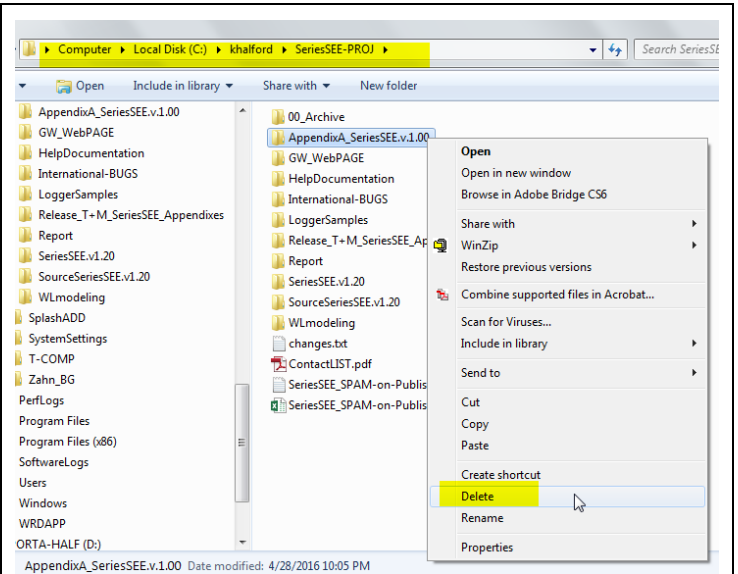 Computer Local Disk (C:) khalford SeriesSEE-PROJ
Search SeriesSE
Open Include in library Share with New folder
AppendixA_SeriesSEE.v.1.00
GW_WebPAGE
HelpDocumentation
International-BUGS
LoggerSamples
Release_T+M_SeriesSEE_Appendixes
Report
SeriesSEE.v1.20
SourceSeriesSEE.v1.20
WLmodeling
SplashADD
SystemSettings
T-COMP
Zahn_BG
PerfLogs
Program Files
Program Files (x86)
SoftwareLogs
Users
Windows
WRDAPP
ORTA-HALF (D:)
00_Archive
AppendixA_SeriesSEE.v.1.00
GW_WebPAGE
HelpDocumentation
International-BUGS
LoggerSamples
Release_T+M_SeriesSEE_Ap
Report
SeriesSEE.v1.20
SourceSeriesSEE.v1.20
WLmodeling
changes.txt
ContactLIST.pdf
SeriesSEE_SPAM-on-Publis
SeriesSEE_SPAM-on-Publis
Open
Open in new window
Browse in Adobe Bridge CS6
Share with
WinZip
Restore previous versions
Combine supported files in Acrobat...
Scan for Viruses...
Include in library
Send to
Cut
Copy
Paste
Create shortcut
Delete
Rename
Properties
AppendixA_SeriesSEE.v.1.00 Date modified: 4/28/2016 10:05 PM